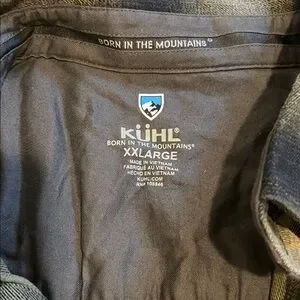 BORN IN THE MOUNTAINS®
KÜHL®
BORN IN THE MOUNTAINS®
XXLARGE
MADE IN VIETNAM
FABRIQUÉ AU VIETNAM
HECHO EN VIETNAM
KUHL.COM
RN#